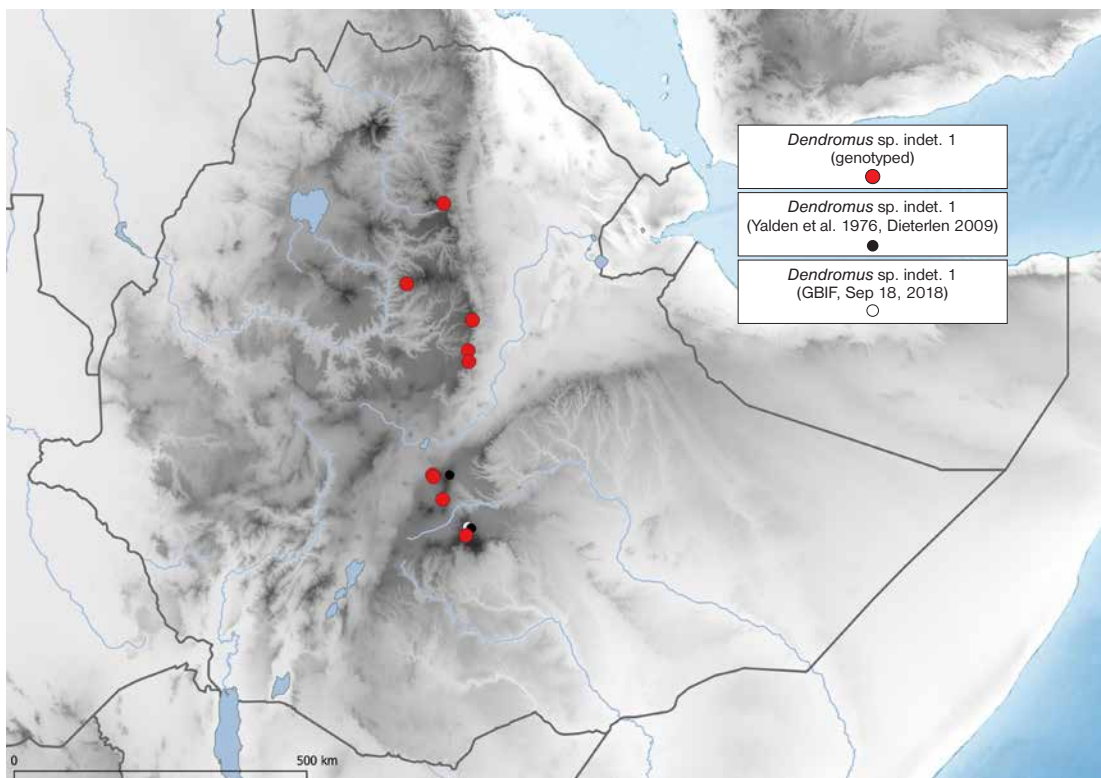 Dendromus sp. indet. 1
(genotyped)
Dendromus sp. indet. 1
(Yalden et al. 1976, Dieterlen 2009)
Dendromus sp. indet. 1
(GBIF, Sep 18, 2018)
0 500 km